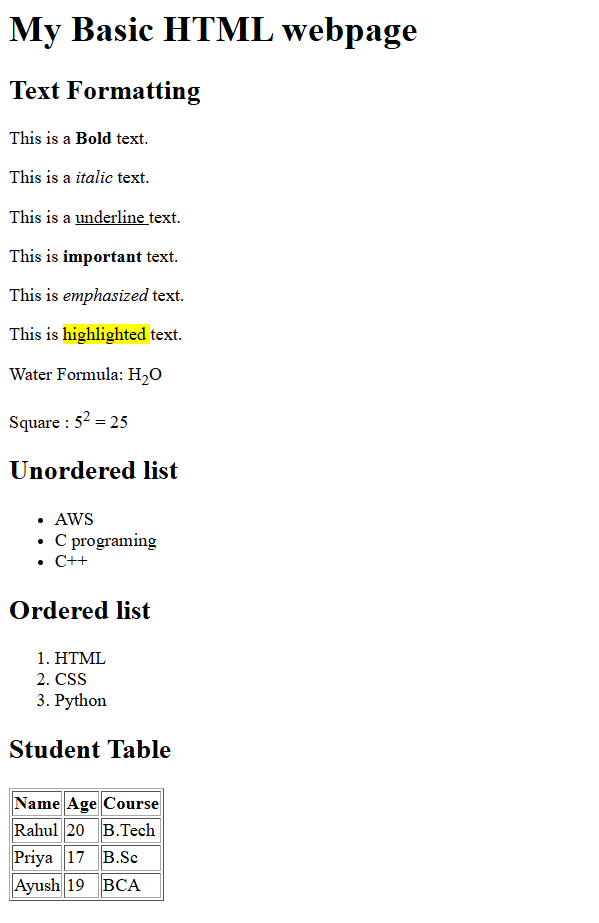 My Basic HTML webpage
Text Formatting
This is a Bold text.
This is a italic text.
This is a underline text.
This is important text.
This is emphasized text.
This is highlighted text.
Water Formula: H₂O
Square : 5² = 25
Unordered list
• AWS
• C programing
• C++
Ordered list
1. HTML
2. CSS
3. Python
Student Table
Name Age Course
Rahul 20 B.Tech
Priya 17 B.Sc
Ayush 19 BCA